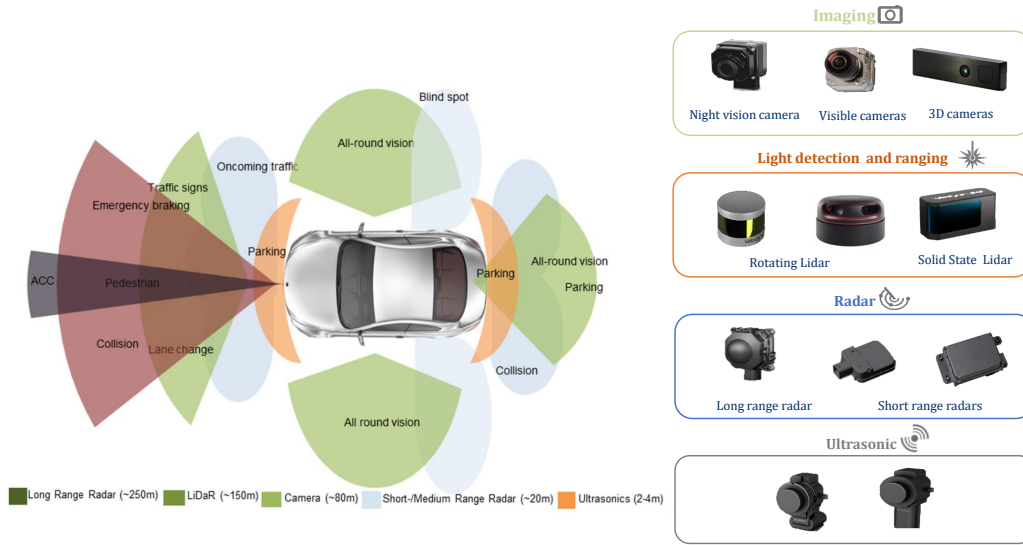 Blind spot
All-round vision
Oncoming traffic
Traffic signs
Emergency braking
Parking
ACC
Pedestrian
Parking
All-round vision
Parking
Collision
Lane change
Collision
All round vision
Long Range Radar (~250m)
LiDaR (~150m)
Camera (~80m)
Short-/Medium Range Radar (~20m)
Ultrasonics (2-4m)
Imaging
Night vision camera
Visible cameras
3D cameras
Light detection and ranging
Rotating Lidar
Solid State Lidar
Radar
Long range radar
Short range radars
Ultrasonic